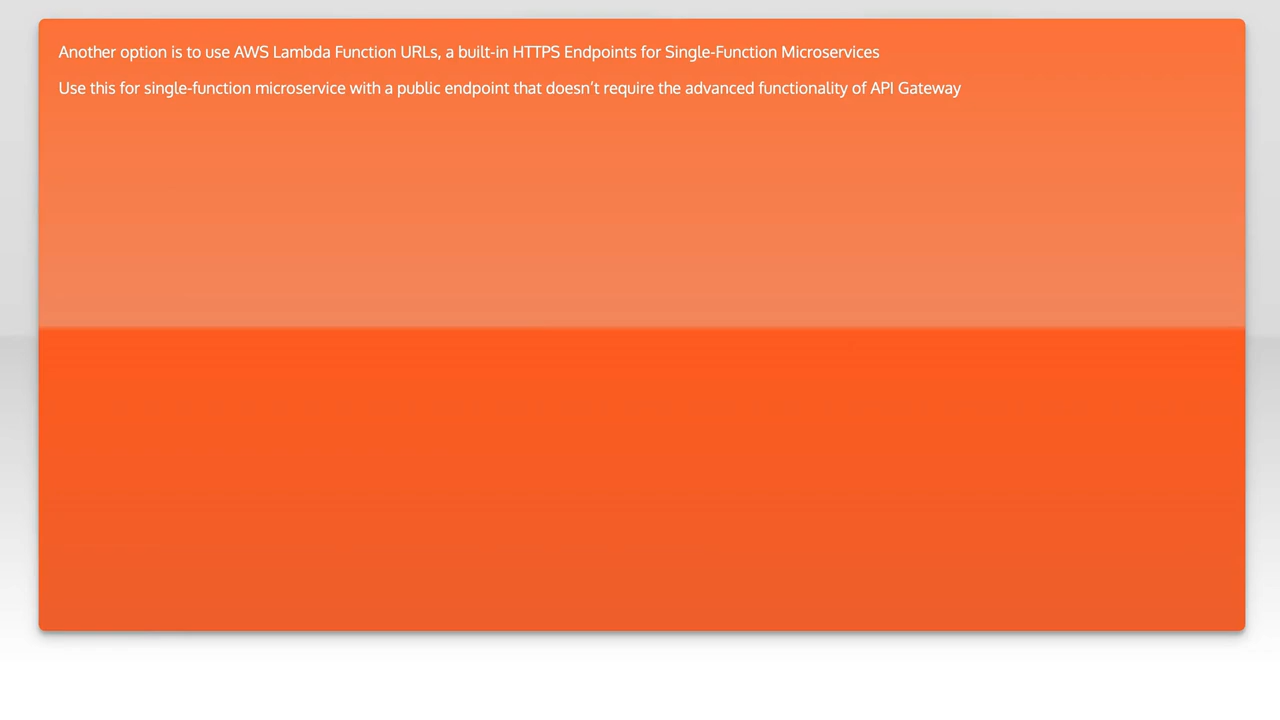 Another option is to use AWS Lambda Function URLs, a built-in HTTPS Endpoints for Single-Function Microservices
Use this for single-function microservice with a public endpoint that doesn’t require the advanced functionality of API Gateway